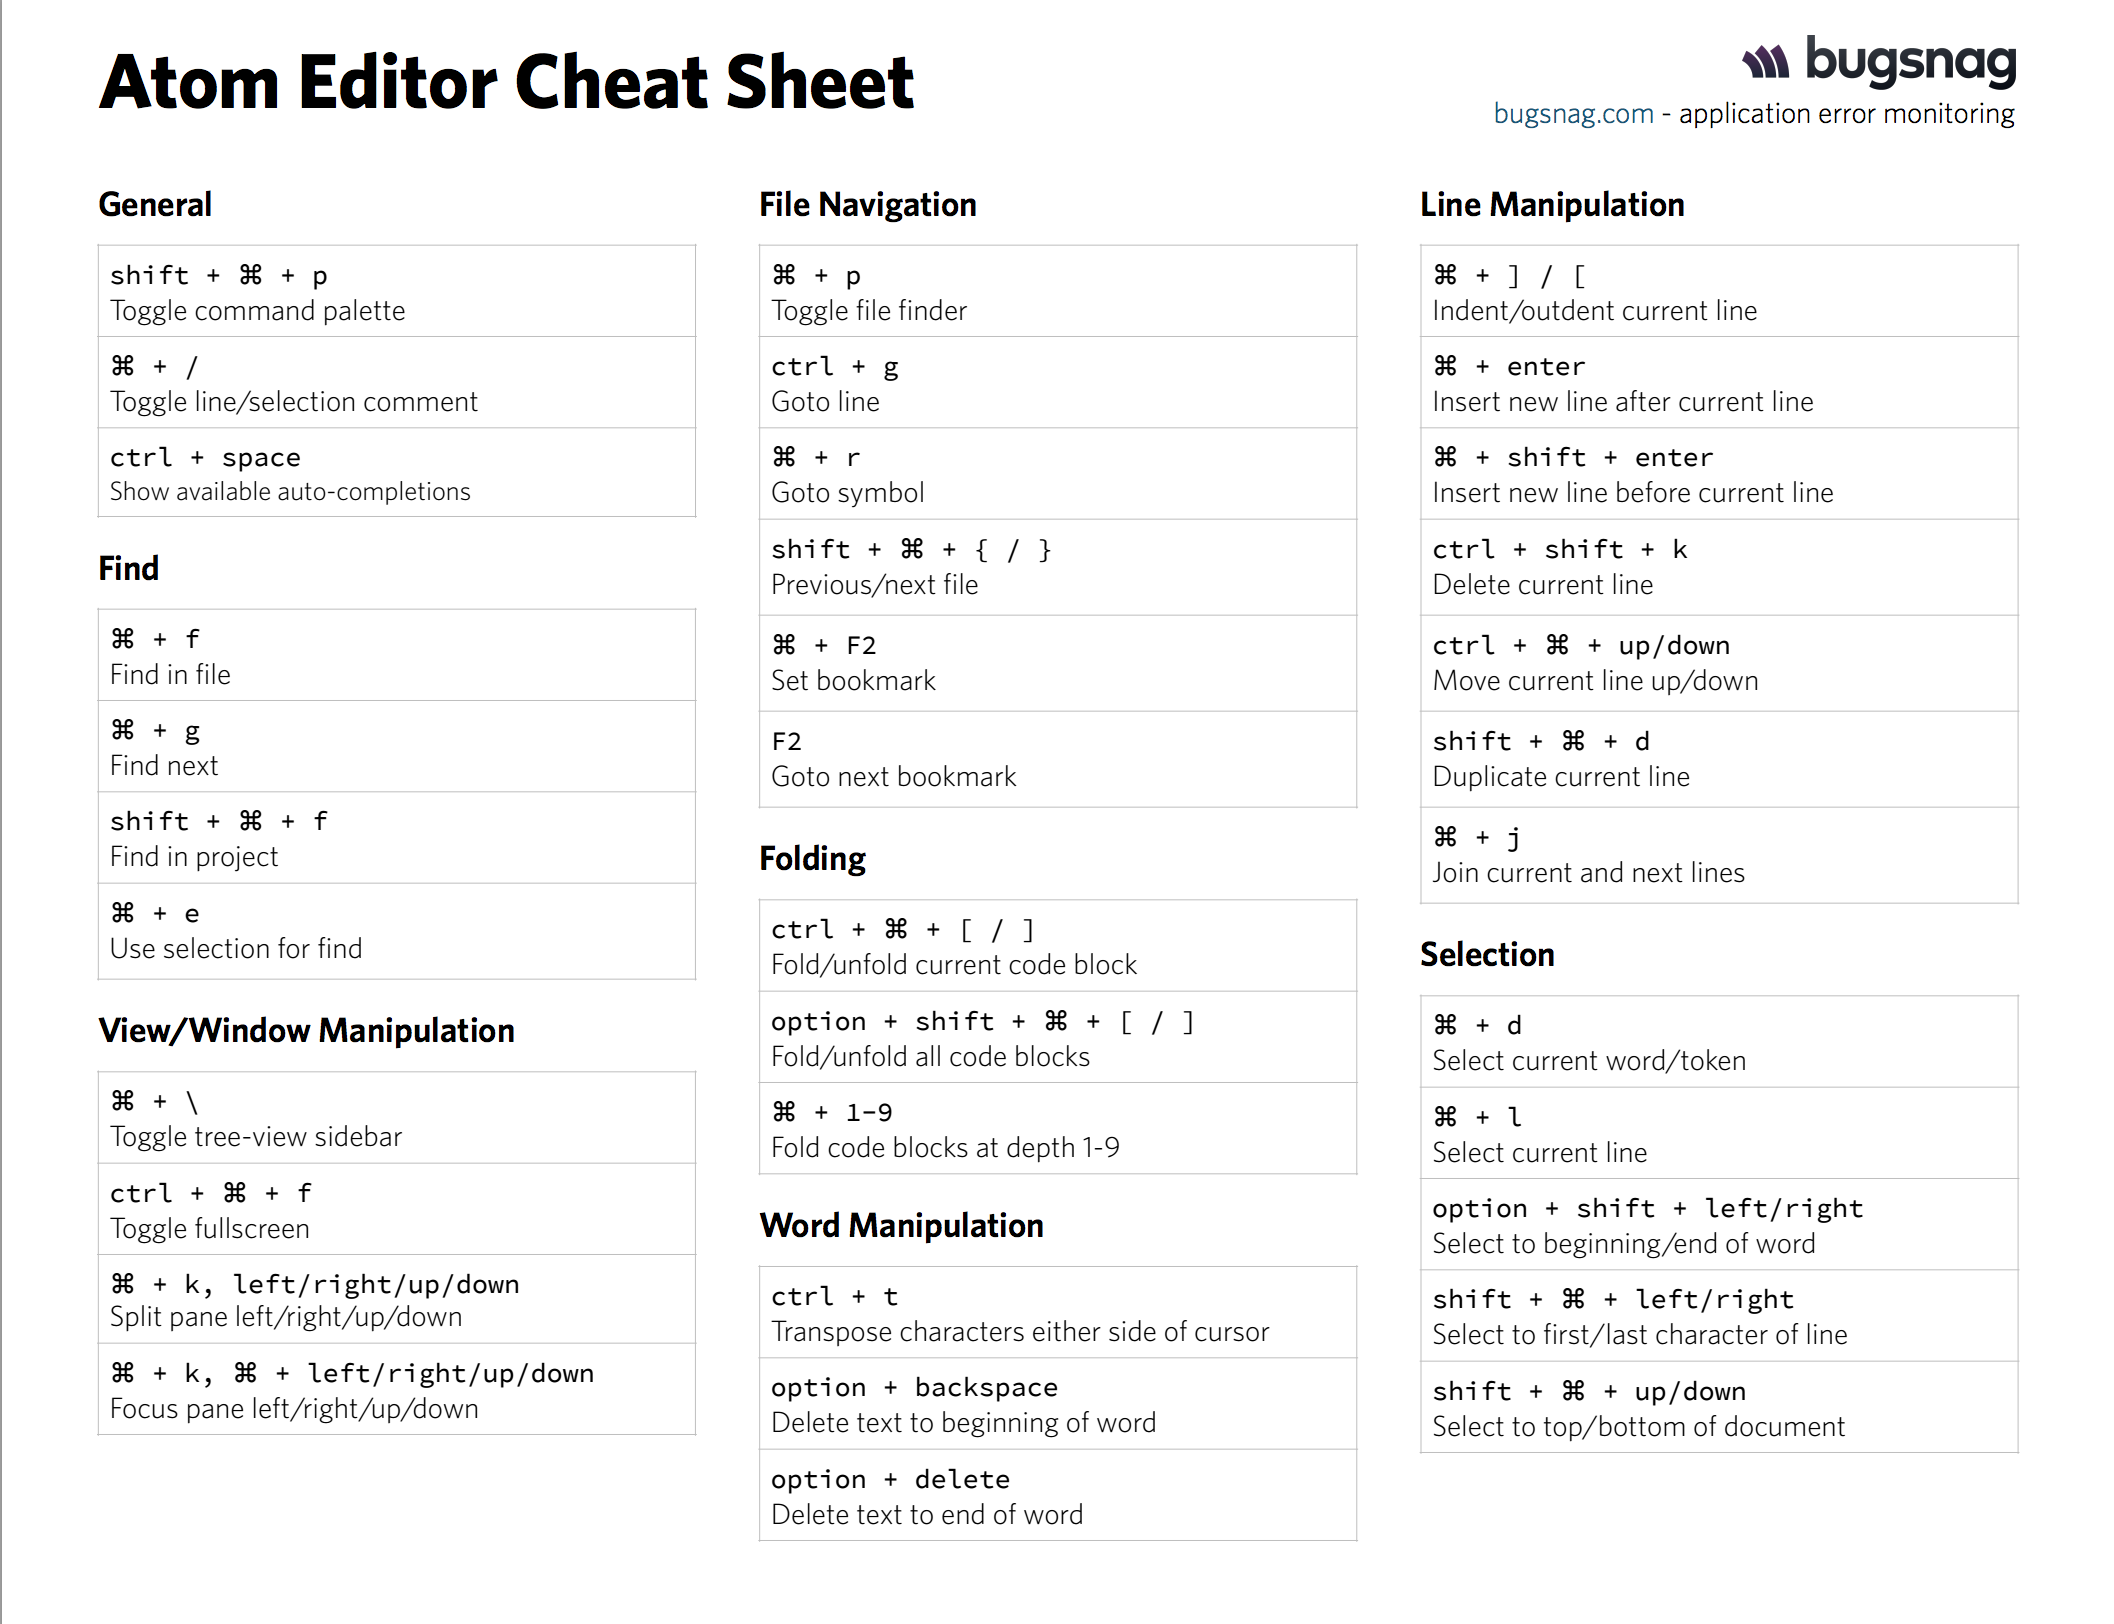 Atom Editor Cheat Sheet
bugsnag
bugsnag.com - application error monitoring
General
shift + ⌘ + p
Toggle command palette
⌘ + /
Toggle line/selection comment
ctrl + space
Show available auto-completions
Find
⌘ + f
Find in file
⌘ + g
Find next
shift + ⌘ + f
Find in project
⌘ + e
Use selection for find
View/Window Manipulation
⌘ + \
Toggle tree-view sidebar
ctrl + ⌘ + f
Toggle fullscreen
⌘ + k, left/right/up/down
Split pane left/right/up/down
⌘ + k, ⌘ + left/right/up/down
Focus pane left/right/up/down
File Navigation
⌘ + p
Toggle file finder
ctrl + g
Goto line
⌘ + r
Goto symbol
shift + ⌘ + { / }
Previous/next file
⌘ + F2
Set bookmark
F2
Goto next bookmark
Folding
ctrl + ⌘ + [ / ]
Fold/unfold current code block
option + shift + ⌘ + [ / ]
Fold/unfold all code blocks
⌘ + 1-9
Fold code blocks at depth 1-9
Word Manipulation
ctrl + t
Transpose characters either side of cursor
option + backspace
Delete text to beginning of word
option + delete
Delete text to end of word
Line Manipulation
⌘ + ] / [
Indent/outdent current line
⌘ + enter
Insert new line after current line
⌘ + shift + enter
Insert new line before current line
ctrl + shift + k
Delete current line
ctrl + ⌘ + up/down
Move current line up/down
shift + ⌘ + d
Duplicate current line
⌘ + j
Join current and next lines
Selection
⌘ + d
Select current word/token
⌘ + l
Select current line
option + shift + left/right
Select to beginning/end of word
shift + ⌘ + left/right
Select to first/last character of line
shift + ⌘ + up/down
Select to top/bottom of document